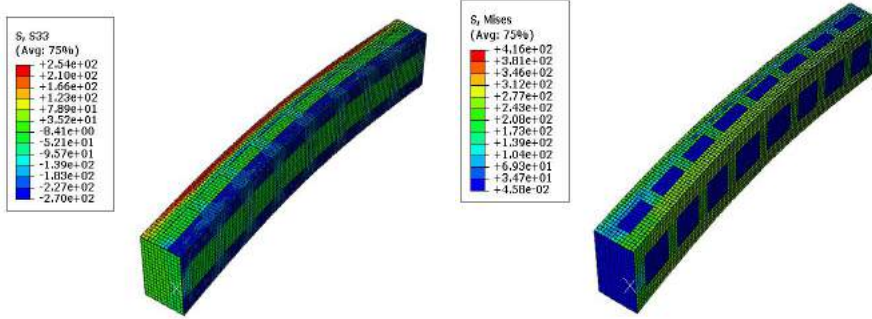 S, S33
(Avg: 75%)
+2.54e+02
+2.10e+02
+1.66e+02
+1.23e+02
+7.89e+01
+3.52e+01
-8.41e+00
-5.21e+01
-9.57e+01
-1.39e+02
-1.83e+02
-2.27e+02
-2.70e+02
S, Mises
(Avg: 75%)
+4.16e+02
+3.81e+02
+3.46e+02
+3.12e+02
+2.77e+02
+2.43e+02
+2.08e+02
+1.73e+02
+1.39e+02
+1.04e+02
+6.93e+01
+3.47e+01
+4.58e-02
X
X